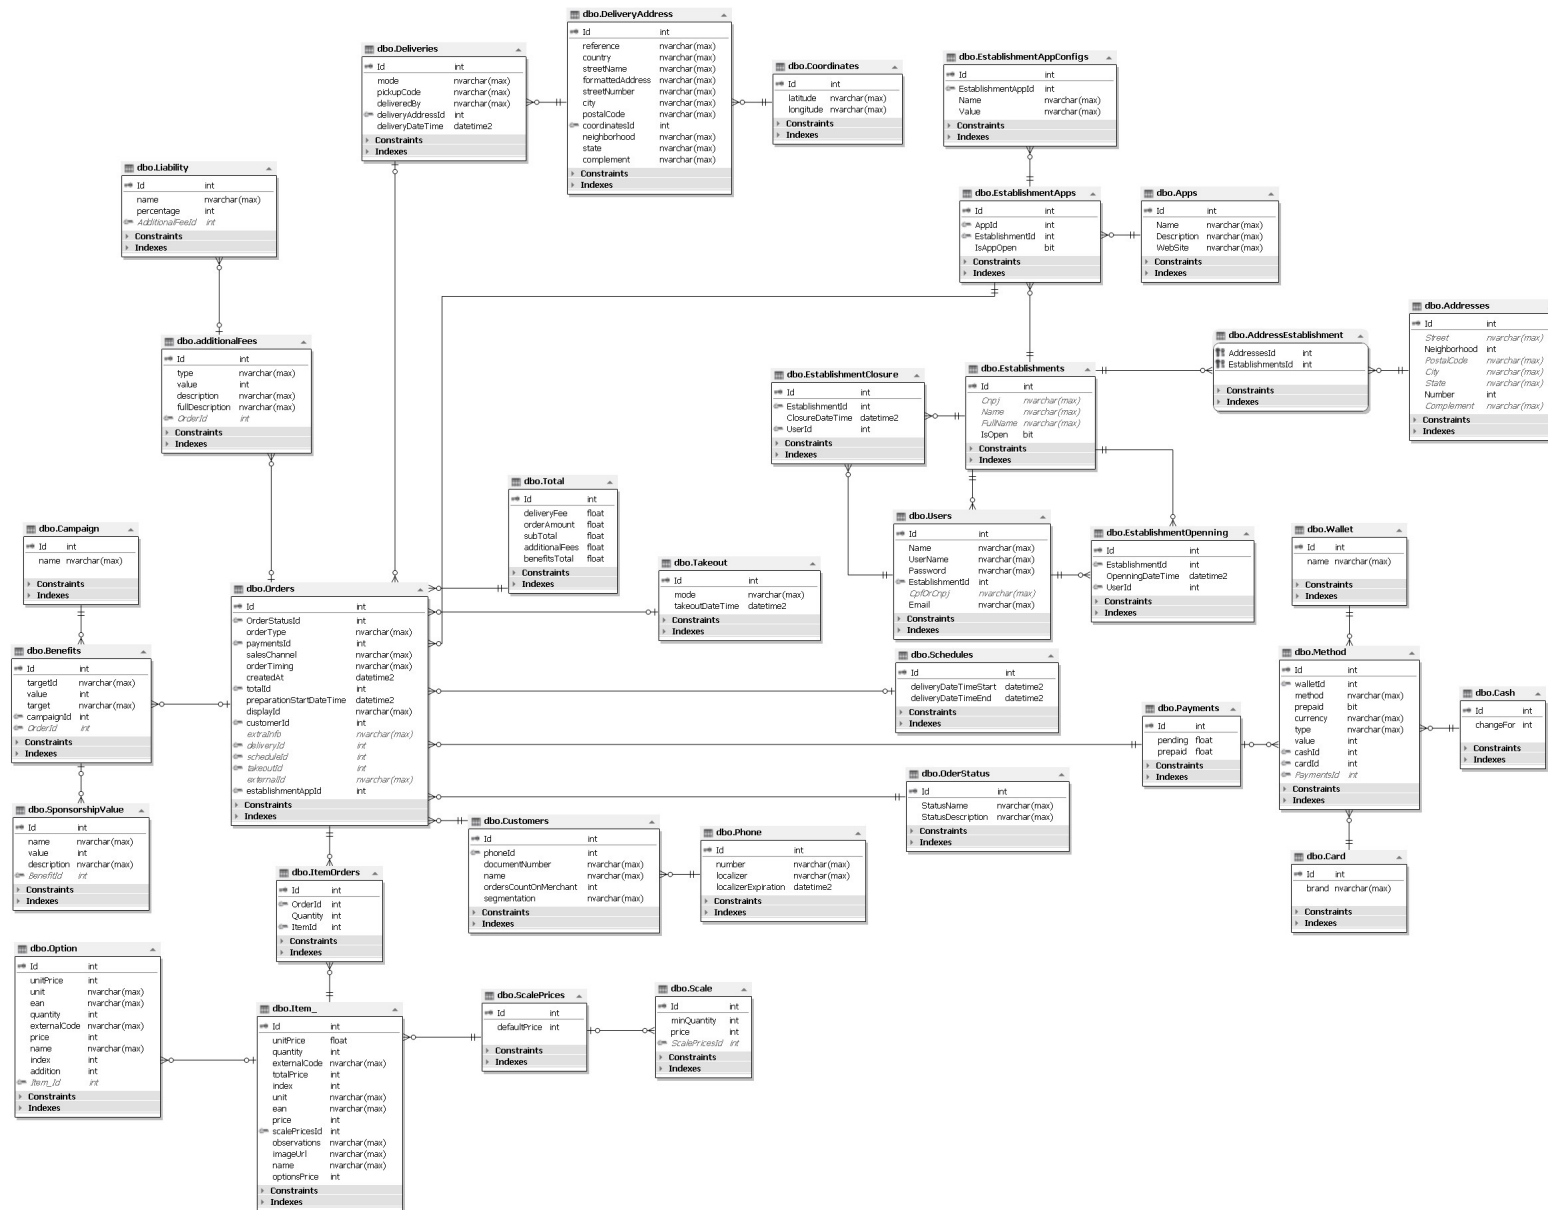 dbo.DeliveryAddress
Id int
reference nvarchar(max)
country nvarchar(max)
streetName nvarchar(max)
formattedAddress nvarchar(max)
streetNumber nvarchar(max)
city nvarchar(max)
postalCode nvarchar(max)
coordinatesId int
neighborhood nvarchar(max)
state nvarchar(max)
complement nvarchar(max)
Constraints
Indexes
dbo.Deliveries
Id int
mode nvarchar(max)
pickupCode nvarchar(max)
deliveredBy nvarchar(max)
deliveryAddressId int
deliveryDateTime datetime2
Constraints
Indexes
dbo.Coordinates
Id int
latitude nvarchar(max)
longitude nvarchar(max)
Constraints
Indexes
dbo.EstablishmentAppConfigs
Id int
EstablishmentAppId int
Name nvarchar(max)
Value nvarchar(max)
Constraints
Indexes
dbo.Liability
Id int
name nvarchar(max)
percentage int
AdditionalFeeId int
Constraints
Indexes
dbo.EstablishmentApps
Id int
AppId int
EstablishmentId int
IsAppOpen bit
Constraints
Indexes
dbo.Apps
Id int
Name nvarchar(max)
Description nvarchar(max)
WebSite nvarchar(max)
Constraints
Indexes
dbo.additionalFees
Id int
type nvarchar(max)
value int
description nvarchar(max)
fullDescription nvarchar(max)
OrderId int
Constraints
Indexes
dbo.EstablishmentClosure
Id int
EstablishmentId int
ClosureDateTime datetime2
UserId int
Constraints
Indexes
dbo.Establishments
Id int
Cnpj nvarchar(max)
Name nvarchar(max)
FullName nvarchar(max)
IsOpen bit
Constraints
Indexes
dbo.AddressEstablishment
AddressesId int
EstablishmentsId int
Constraints
Indexes
dbo.Addresses
Id int
Street nvarchar(max)
Neighborhood int
PostalCode nvarchar(max)
City nvarchar(max)
State nvarchar(max)
Number int
Complement nvarchar(max)
Constraints
Indexes
dbo.Total
Id int
deliveryFee float
orderAmount float
subTotal float
additionalFees float
benefitsTotal float
Constraints
Indexes
dbo.Users
Id int
Name nvarchar(max)
UserName nvarchar(max)
Password nvarchar(max)
EstablishmentId int
CpfOrCnpj nvarchar(max)
Email nvarchar(max)
Constraints
Indexes
dbo.EstablishmentOpenning
Id int
EstablishmentId int
OpenningDateTime datetime2
UserId int
Constraints
Indexes
dbo.Wallet
Id int
name nvarchar(max)
Constraints
Indexes
dbo.Campaign
Id int
name nvarchar(max)
Constraints
Indexes
dbo.Takeout
Id int
mode nvarchar(max)
takeoutDateTime datetime2
Constraints
Indexes
dbo.Orders
Id int
OrderStatusId int
orderType nvarchar(max)
paymentsId int
salesChannel nvarchar(max)
orderTiming nvarchar(max)
createdAt datetime2
totalId int
preparationStartDateTime datetime2
displayId nvarchar(max)
customerId int
extraInfo nvarchar(max)
deliveryId int
scheduleId int
takeoutId int
externalId nvarchar(max)
establishmentAppId int
Constraints
Indexes
dbo.Benefits
Id int
targetId nvarchar(max)
value int
target nvarchar(max)
campaignId int
OrderId int
Constraints
Indexes
dbo.Schedules
Id int
deliveryDateTimeStart datetime2
deliveryDateTimeEnd datetime2
Constraints
Indexes
dbo.Method
Id int
walletId int
method nvarchar(max)
prepaid bit
currency nvarchar(max)
type nvarchar(max)
value int
cashId int
cardId int
PaymentsId int
Constraints
Indexes
dbo.Cash
Id int
changeFor int
Constraints
Indexes
dbo.Payments
Id int
pending float
prepaid float
Constraints
Indexes
dbo.OderStatus
Id int
StatusName nvarchar(max)
StatusDescription nvarchar(max)
Constraints
Indexes
dbo.SponsorshipValue
Id int
name nvarchar(max)
value int
description nvarchar(max)
BenefitId int
Constraints
Indexes
dbo.Customers
Id int
phoneId int
documentNumber nvarchar(max)
name nvarchar(max)
ordersCountOnMerchant int
segmentation nvarchar(max)
Constraints
Indexes
dbo.Phone
Id int
number nvarchar(max)
localizer nvarchar(max)
localizerExpiration datetime2
Constraints
Indexes
dbo.Card
Id int
brand nvarchar(max)
Constraints
Indexes
dbo.ItemOrders
Id int
OrderId int
Quantity int
ItemId int
Constraints
Indexes
dbo.Option
Id int
unitPrice int
unit nvarchar(max)
ean nvarchar(max)
quantity int
externalCode nvarchar(max)
price int
name nvarchar(max)
index int
addition int
Item_Id int
Constraints
Indexes
dbo.Item_
Id int
unitPrice float
quantity int
externalCode nvarchar(max)
totalPrice int
index int
unit nvarchar(max)
ean nvarchar(max)
price int
scalePricesId int
observations nvarchar(max)
imageUrl nvarchar(max)
name nvarchar(max)
optionsPrice int
Constraints
Indexes
dbo.ScalePrices
Id int
defaultPrice int
Constraints
Indexes
dbo.Scale
Id int
minQuantity int
price int
ScalePricesId int
Constraints
Indexes